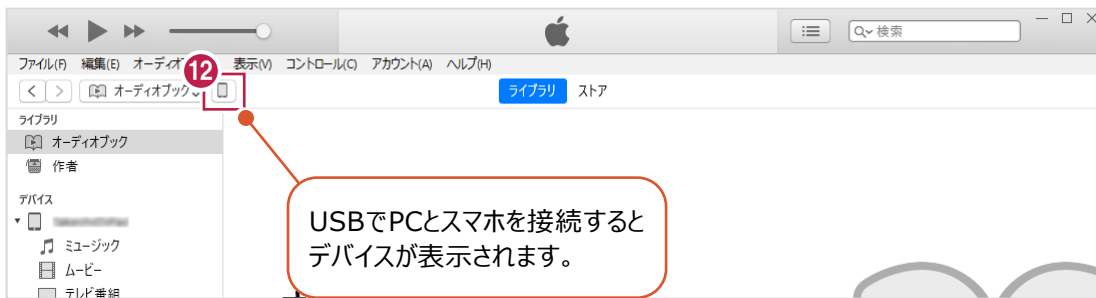 検索
ファイル(F) 編集(E) オーディオ 表示(V) コントロール(C) アカウント(A) ヘルプ(H)
12
オーディオブック
ライブラリ ストア
ライブラリ
オーディオブック
作者
デバイス
ミュージック
ムービー
テレビ番組
USBでPCとスマホを接続すると
デバイスが表示されます。